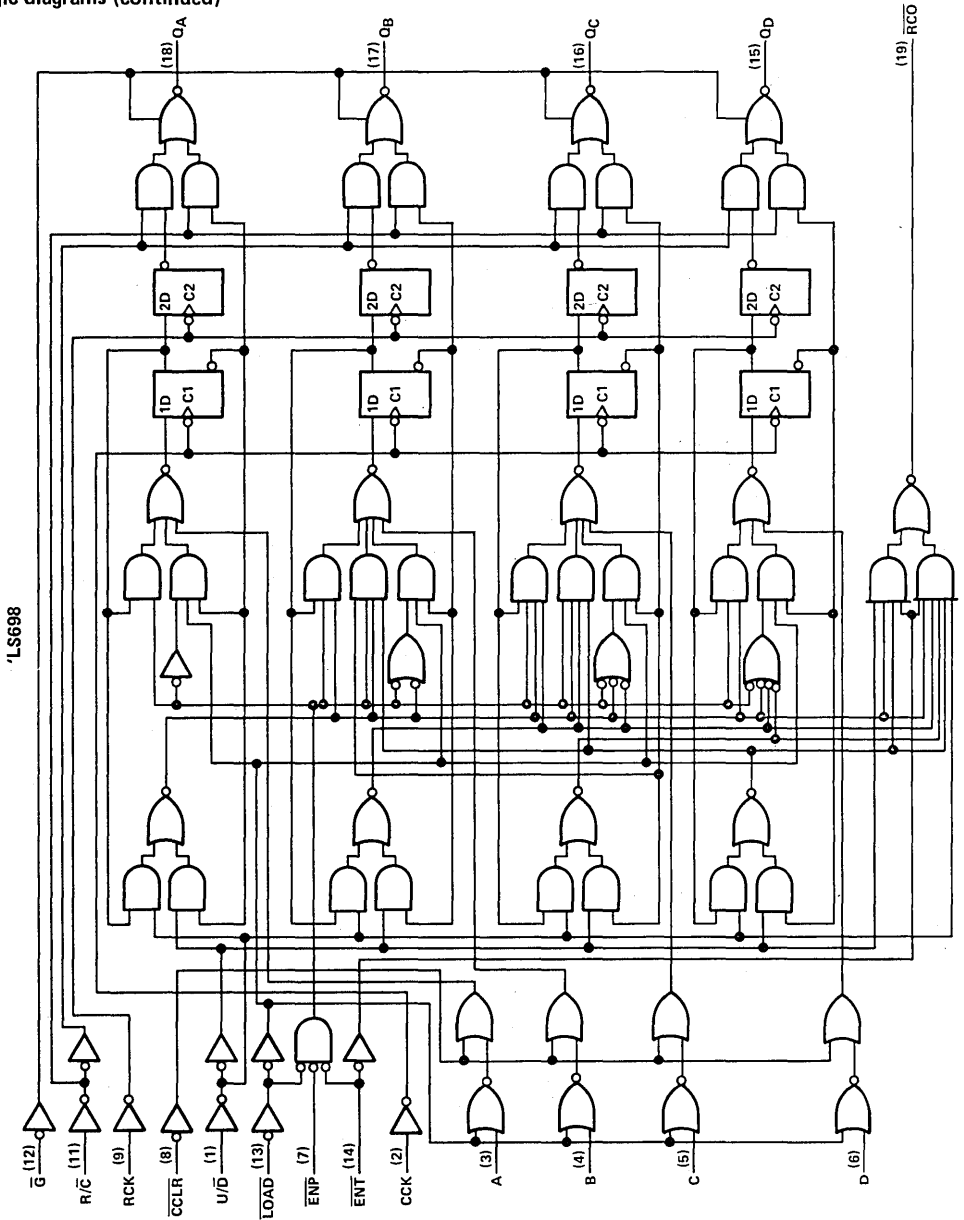 gic diagrams (continued)
'LS698
G (12)
R/C (11)
RCK (9)
CCLR (8)
U/D (1)
LOAD (13)
ENP (7)
ENT (14)
CCK (2)
A (3)
B (4)
C (5)
D (6)
1D C1
2D C2
(18) QA
1D C1
2D C2
(17) QB
1D C1
2D C2
(16) QC
1D C1
2D C2
(15) QD
(19) RCO